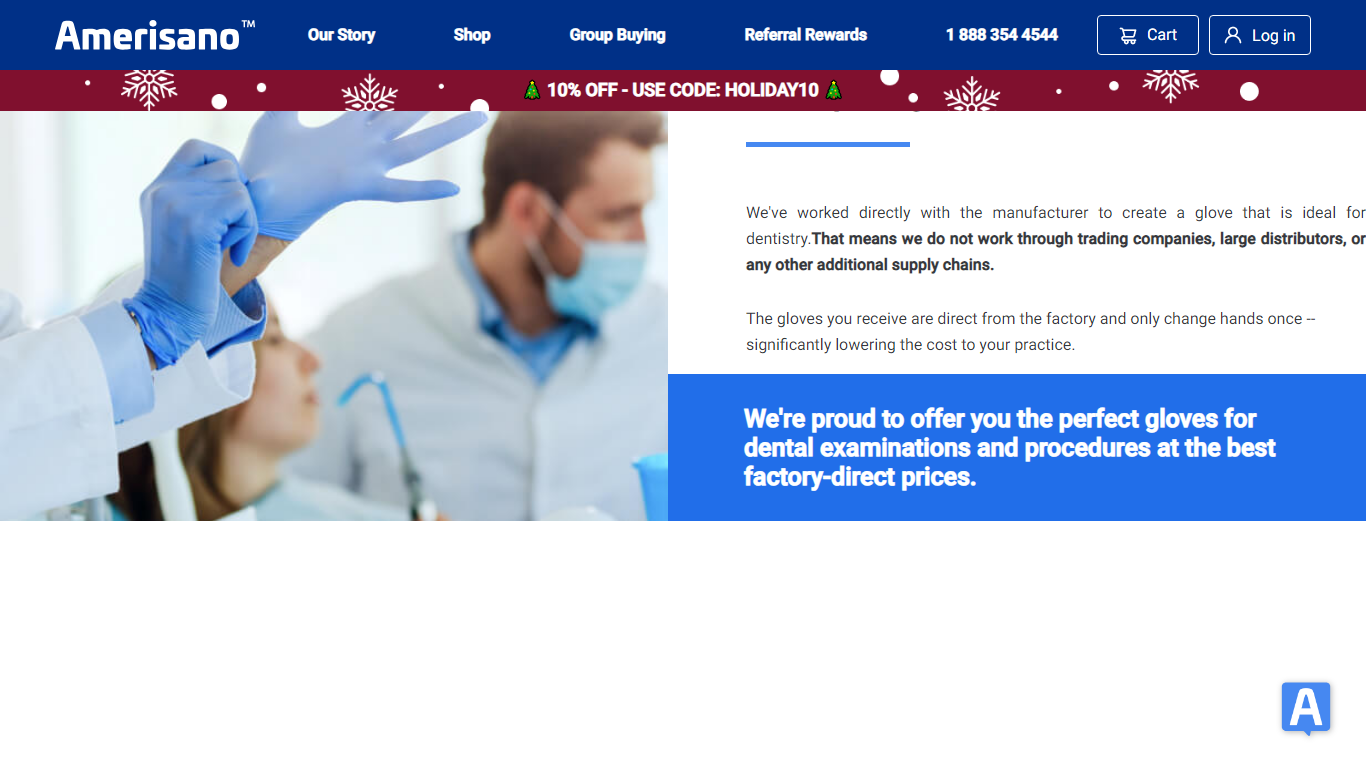 Amerisano™
Our Story
Shop
Group Buying
Referral Rewards
1 888 354 4544
Cart
Log in
🎄 10% OFF - USE CODE: HOLIDAY10 🎄
We've worked directly with the manufacturer to create a glove that is ideal for
dentistry.That means we do not work through trading companies, large distributors, or
any other additional supply chains.
The gloves you receive are direct from the factory and only change hands once --
significantly lowering the cost to your practice.
We're proud to offer you the perfect gloves for
dental examinations and procedures at the best
factory-direct prices.
A